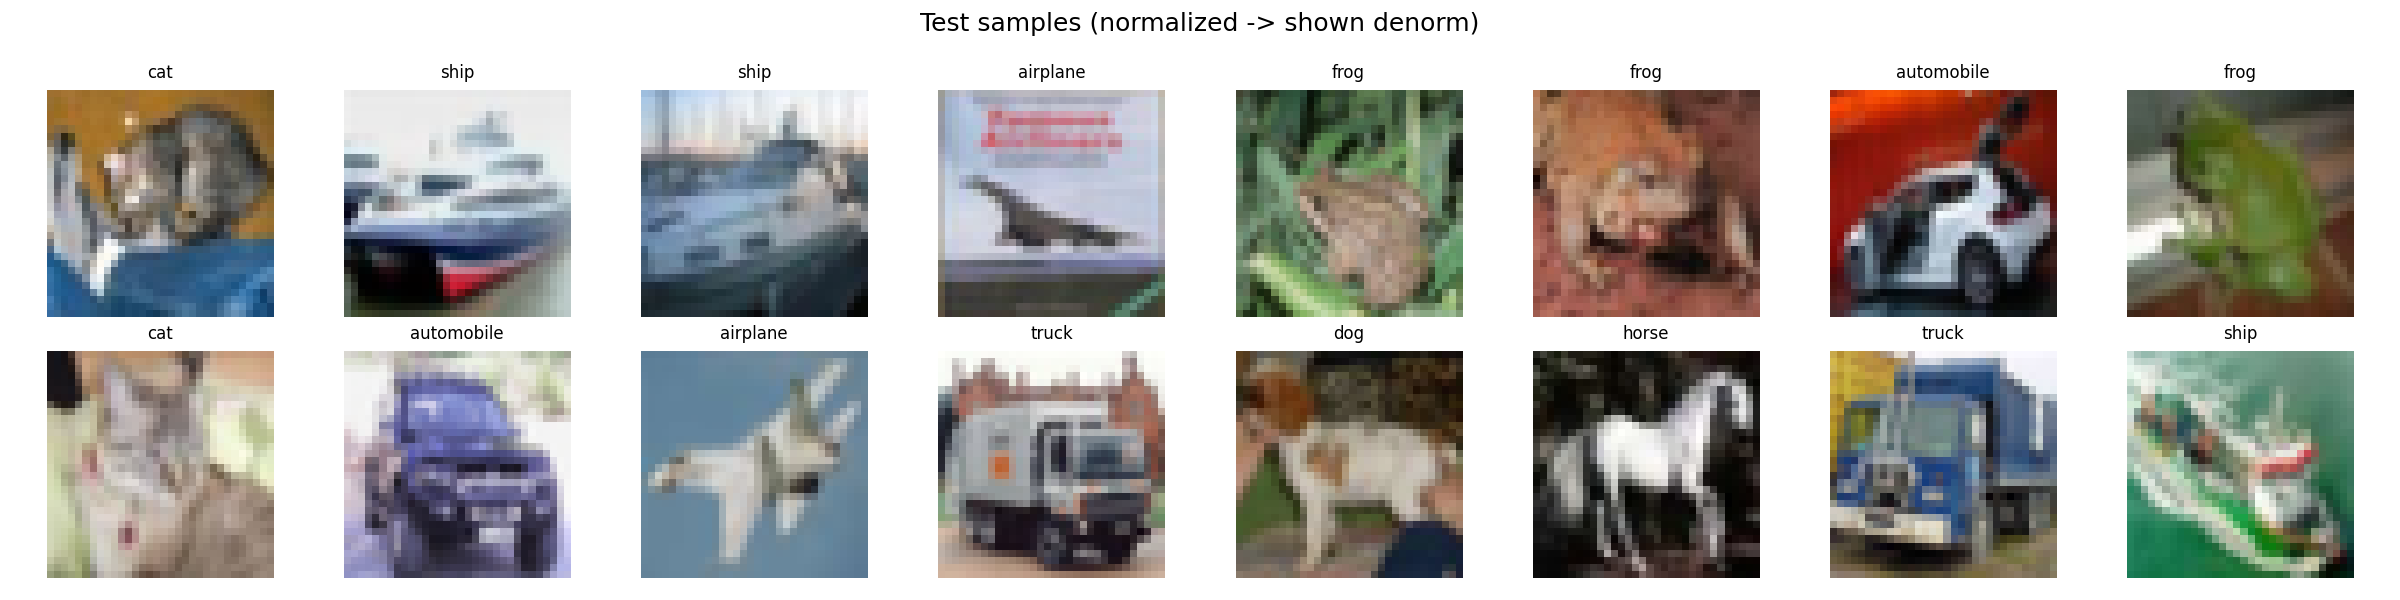 Test samples (normalized -> shown denorm)
cat ship ship airplane frog frog automobile frog
cat automobile airplane truck dog horse truck ship